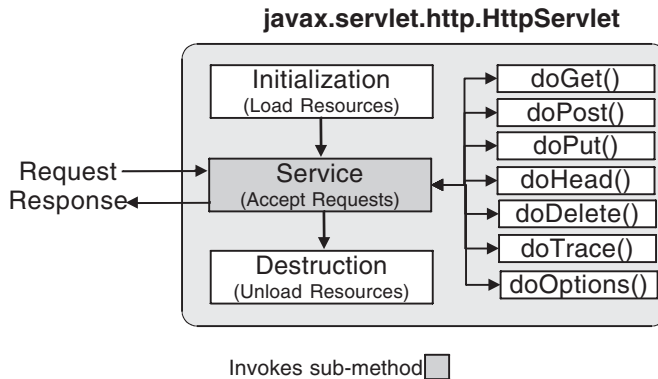 javax.servlet.http.HttpServlet
Initialization
(Load Resources)
Request
Response
Service
(Accept Requests)
Destruction
(Unload Resources)
doGet()
doPost()
doPut()
doHead()
doDelete()
doTrace()
doOptions()
Invokes sub-method